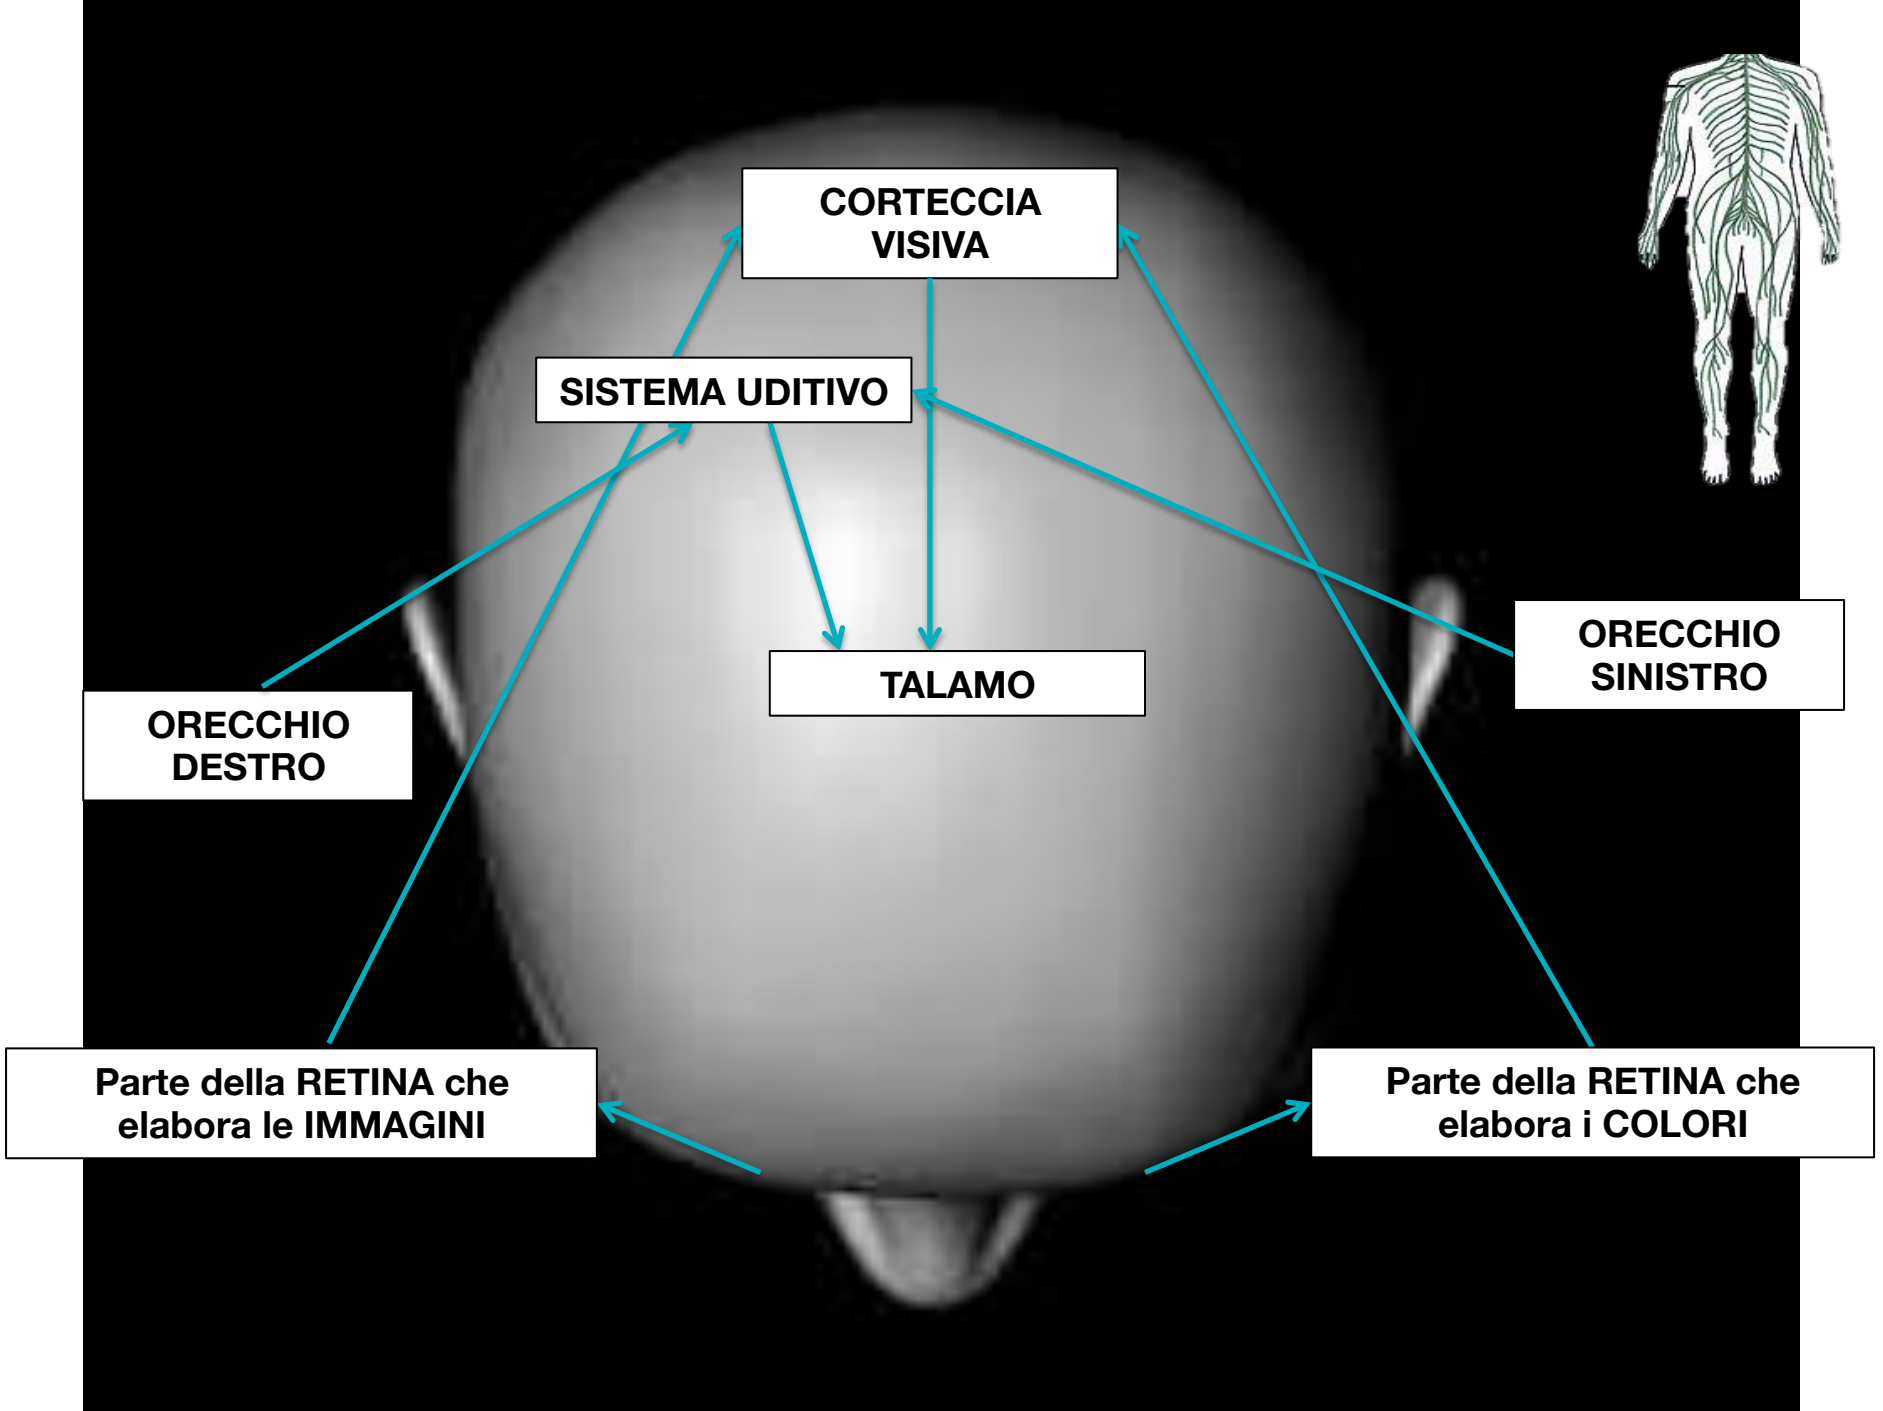 CORTECCIA
VISIVA
SISTEMA UDITIVO
TALAMO
ORECCHIO
SINISTRO
ORECCHIO
DESTRO
Parte della RETINA che
elabora le IMMAGINI
Parte della RETINA che
elabora i COLORI